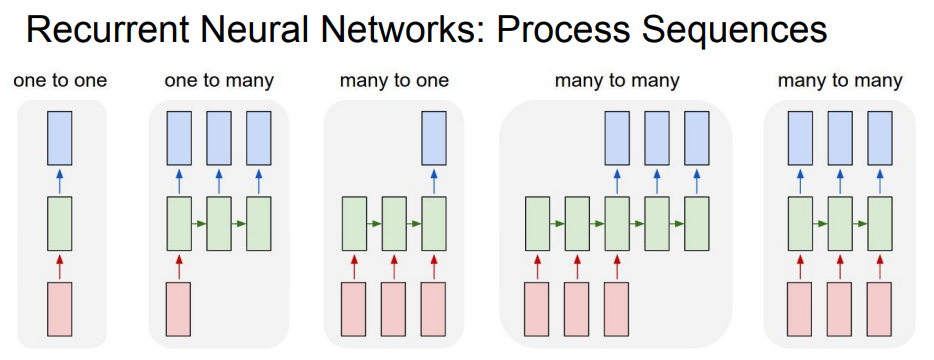 Recurrent Neural Networks: Process Sequences
one to one
one to many
many to one
many to many
many to many